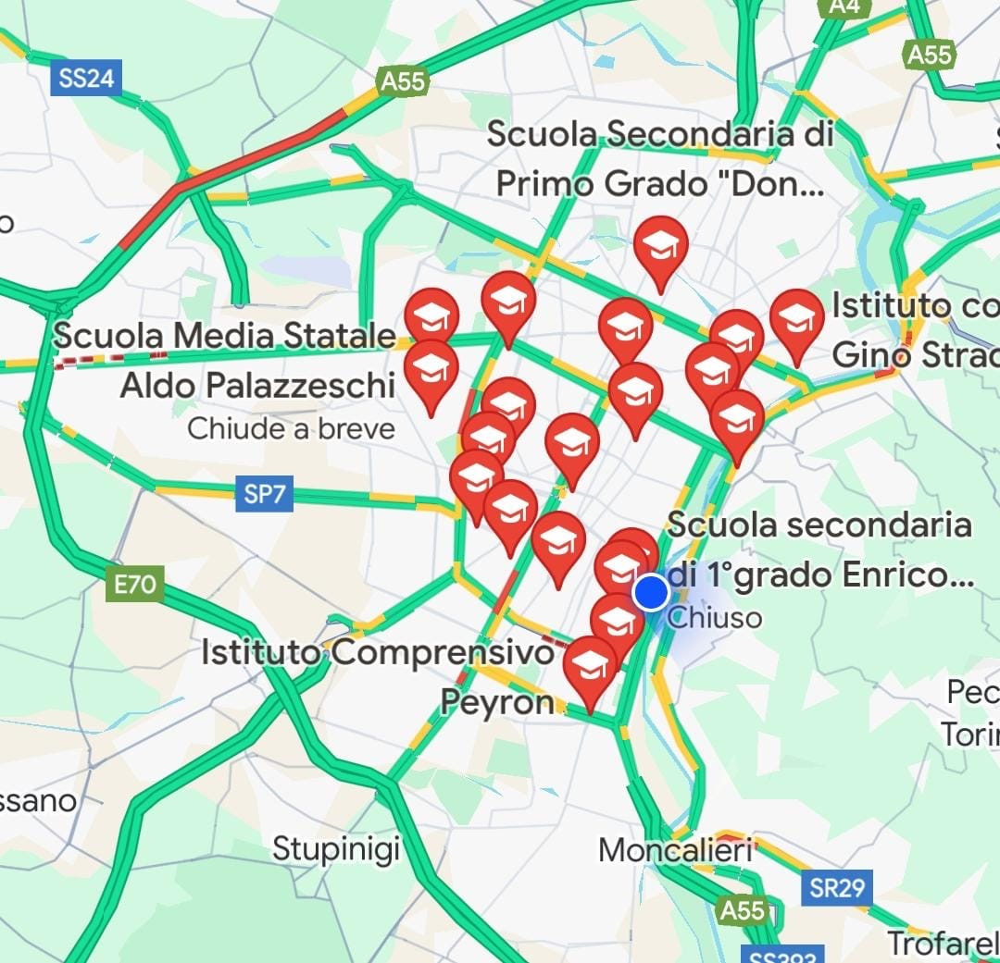 A4
A55
SS24
A55
Scuola Secondaria di
Primo Grado "Don...
Istituto co
Gino Strad
Scuola Media Statale
Aldo Palazzeschi
Chiude a breve
SP7
Scuola secondaria
di 1°grado Enrico...
Chiuso
E70
Istituto Comprensivo
Peyron
Pec
Torin
ssano
Stupinigi
Moncalieri
SR29
A55
Trofarel
SS393